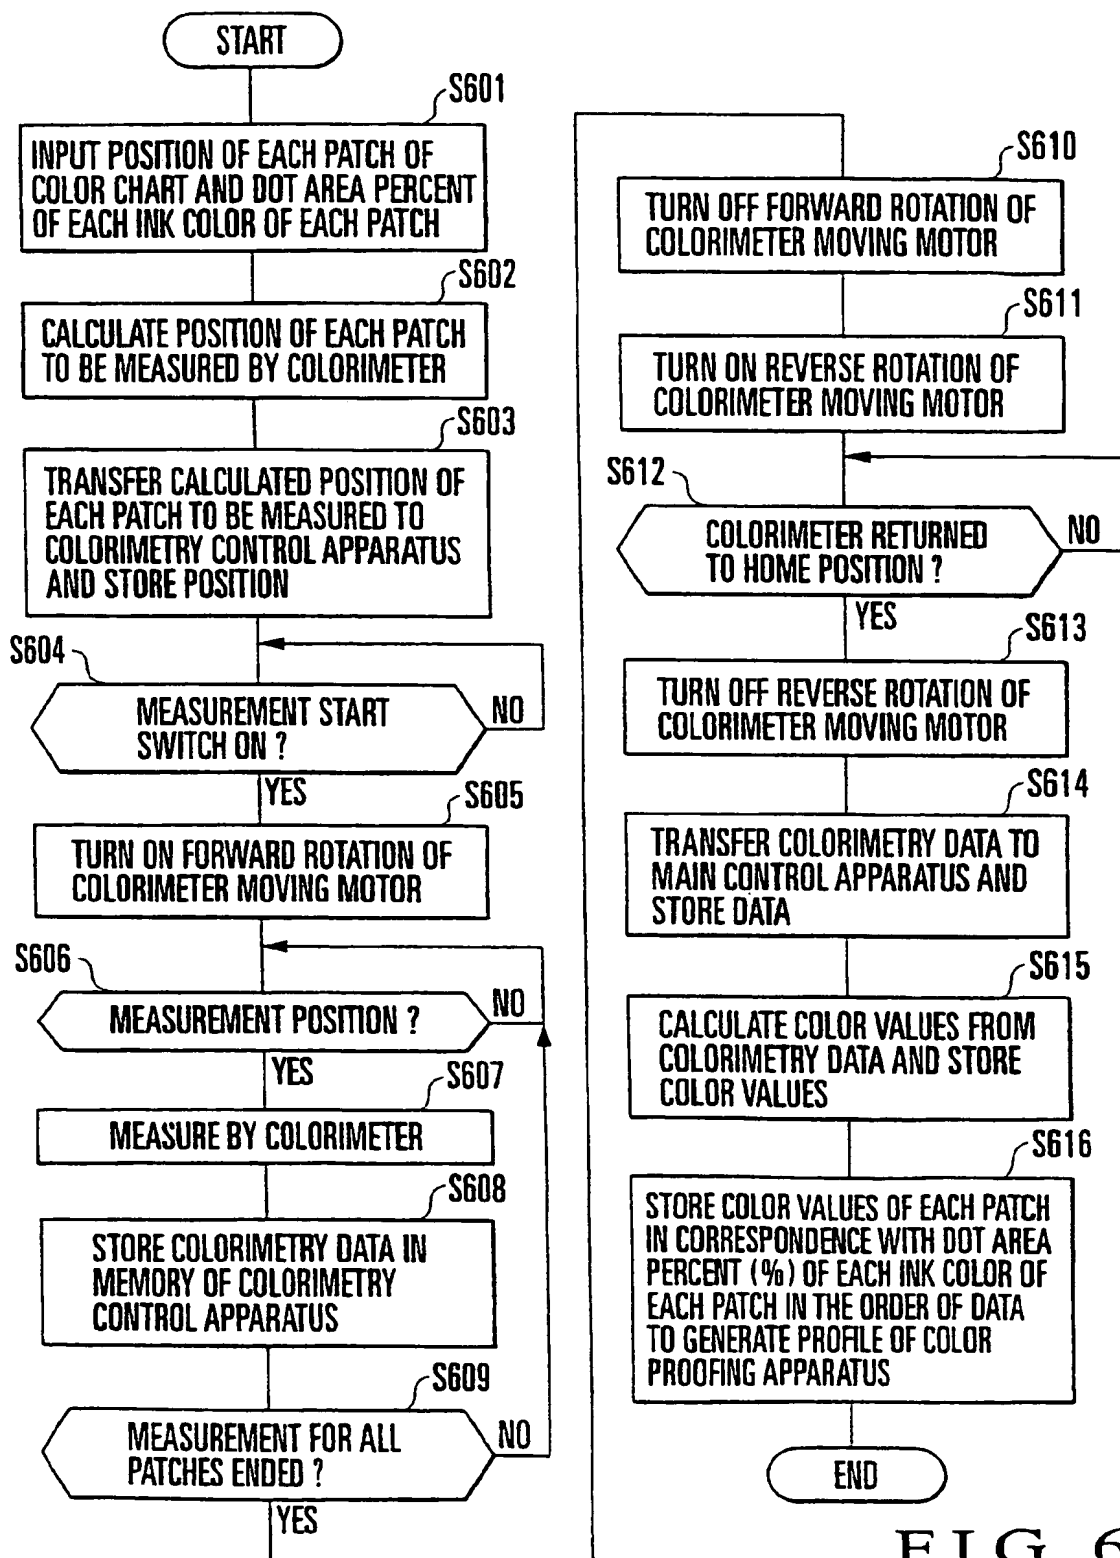 START
S601
INPUT POSITION OF EACH PATCH OF
COLOR CHART AND DOT AREA PERCENT
OF EACH INK COLOR OF EACH PATCH
S602
CALCULATE POSITION OF EACH PATCH
TO BE MEASURED BY COLORIMETER
S603
TRANSFER CALCULATED POSITION OF
EACH PATCH TO BE MEASURED TO
COLORIMETRY CONTROL APPARATUS
AND STORE POSITION
S604
MEASUREMENT START
SWITCH ON ?
NO
YES
S605
TURN ON FORWARD ROTATION OF
COLORIMETER MOVING MOTOR
S606
MEASUREMENT POSITION ?
NO
YES
S607
MEASURE BY COLORIMETER
S608
STORE COLORIMETRY DATA IN
MEMORY OF COLORIMETRY
CONTROL APPARATUS
S609
MEASUREMENT FOR ALL
PATCHES ENDED ?
NO
YES
S610
TURN OFF FORWARD ROTATION OF
COLORIMETER MOVING MOTOR
S611
TURN ON REVERSE ROTATION OF
COLORIMETER MOVING MOTOR
S612
COLORIMETER RETURNED
TO HOME POSITION ?
NO
YES
S613
TURN OFF REVERSE ROTATION OF
COLORIMETER MOVING MOTOR
S614
TRANSFER COLORIMETRY DATA TO
MAIN CONTROL APPARATUS AND
STORE DATA
S615
CALCULATE COLOR VALUES FROM
COLORIMETRY DATA AND STORE
COLOR VALUES
S616
STORE COLOR VALUES OF EACH PATCH
IN CORRESPONDENCE WITH DOT AREA
PERCENT (%) OF EACH INK COLOR OF
EACH PATCH IN THE ORDER OF DATA
TO GENERATE PROFILE OF COLOR
PROOFING APPARATUS
END
FIG. 6